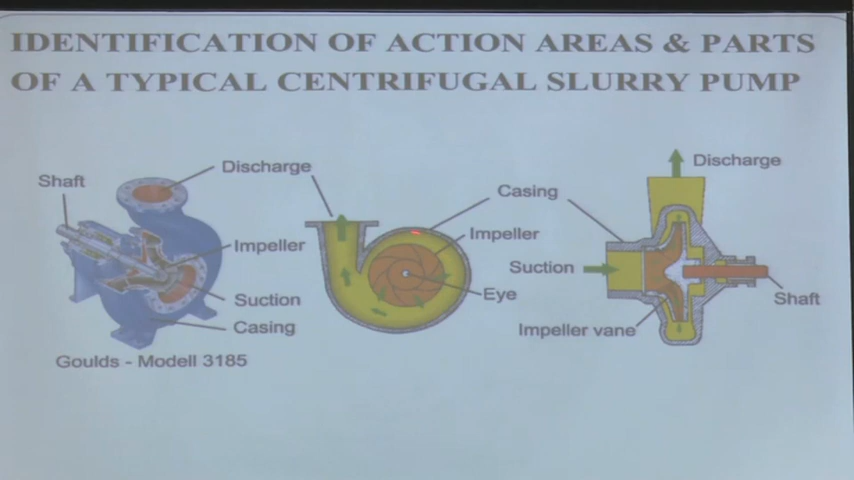 IDENTIFICATION OF ACTION AREAS & PARTS
OF A TYPICAL CENTRIFUGAL SLURRY PUMP
Shaft
Discharge
Impeller
Suction
Casing
Goulds - Modell 3185
Casing
Impeller
Eye
Discharge
Suction
Impeller vane
Shaft